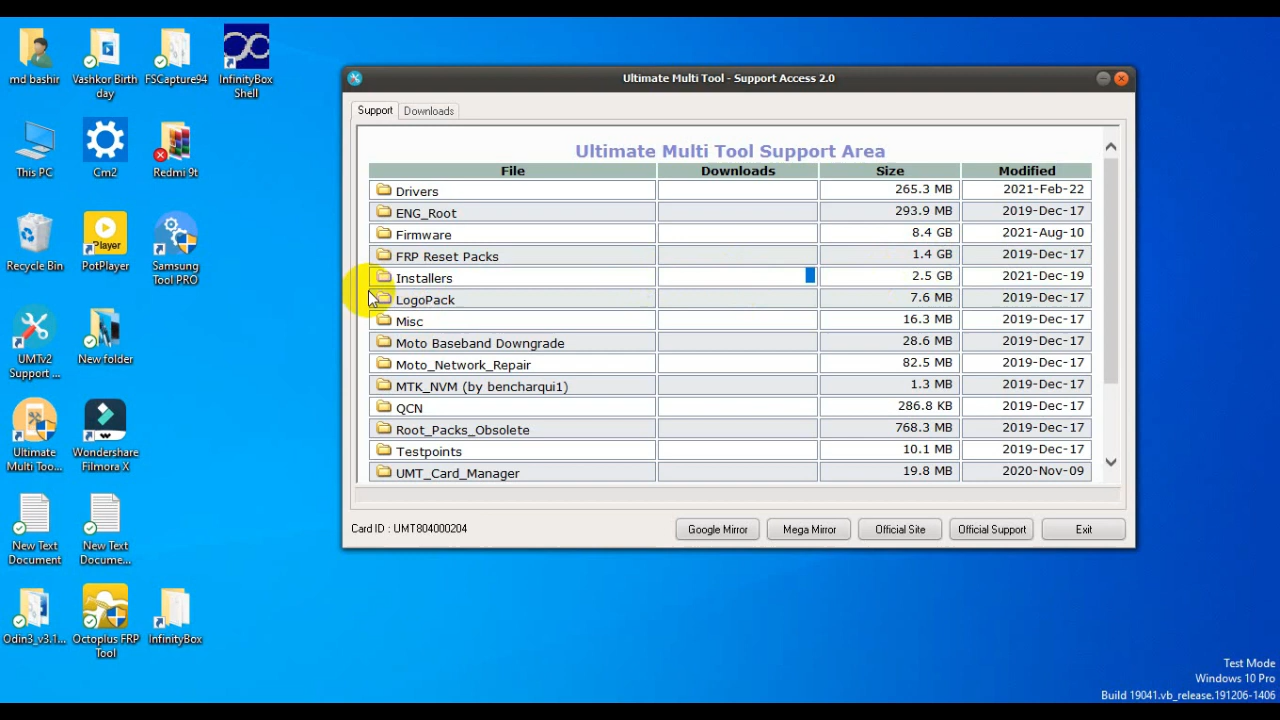 md bashir
Vashkor Birth
day
FSCapture94
InfinityBox
Shell
This PC
Cm2
Redmi 9t
Recycle Bin
Player
PotPlayer
Samsung
Tool PRO
UMTv2
Support ...
New folder
Ultimate
Multi Too...
Wondershare
Filmora X
New Text
Document
New Text
Docume...
Odin3_v3.1...
Octoplus FRP
Tool
InfinityBox
Ultimate Multi Tool - Support Access 2.0
Support Downloads
Ultimate Multi Tool Support Area
File Downloads Size Modified
Drivers 265.3 MB 2021-Feb-22
ENG_Root 293.9 MB 2019-Dec-17
Firmware 8.4 GB 2021-Aug-10
FRP Reset Packs 1.4 GB 2019-Dec-17
Installers 2.5 GB 2021-Dec-19
LogoPack 7.6 MB 2019-Dec-17
Misc 16.3 MB 2019-Dec-17
Moto Baseband Downgrade 28.6 MB 2019-Dec-17
Moto_Network_Repair 82.5 MB 2019-Dec-17
MTK_NVM (by bencharqui1) 1.3 MB 2019-Dec-17
QCN 286.8 KB 2019-Dec-17
Root_Packs_Obsolete 768.3 MB 2019-Dec-17
Testpoints 10.1 MB 2019-Dec-17
UMT_Card_Manager 19.8 MB 2020-Nov-09
Card ID : UMT804000204
Google Mirror Mega Mirror Official Site Official Support Exit
Test Mode
Windows 10 Pro
Build 19041.vb_release.191206-1406